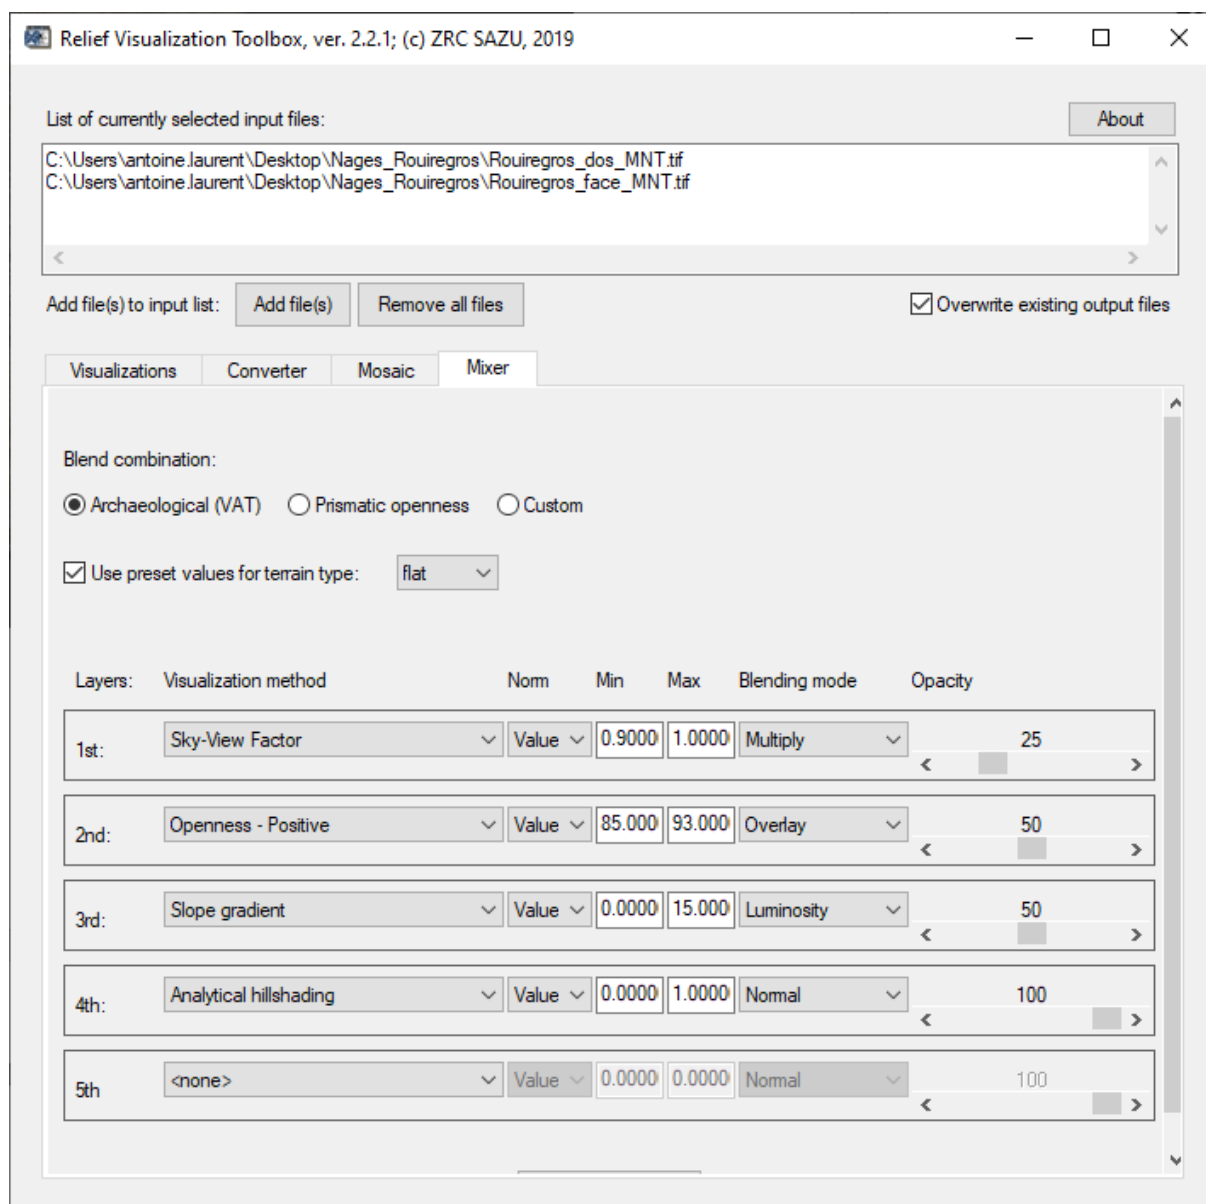 Relief Visualization Toolbox, ver. 2.2.1; (c) ZRC SAZU, 2019
List of currently selected input files:
About
C:\Users\antoine.laurent\Desktop\Nages_Rouiregros\Rouiregros_dos_MNT.tif
C:\Users\antoine.laurent\Desktop\Nages_Rouiregros\Rouiregros_face_MNT.tif
Add file(s) to input list: Add file(s) Remove all files Overwrite existing output files
Visualizations Converter Mosaic Mixer
Blend combination:
Archaeological (VAT) Prismatic openness Custom
Use preset values for terrain type: flat
Layers: Visualization method Norm Min Max Blending mode Opacity
1st: Sky-View Factor Value 0.9000 1.0000 Multiply 25
2nd: Openness - Positive Value 85.000 93.000 Overlay 50
3rd: Slope gradient Value 0.0000 15.000 Luminosity 50
4th: Analytical hillshading Value 0.0000 1.0000 Normal 100
5th <none> Value 0.0000 0.0000 Normal 100